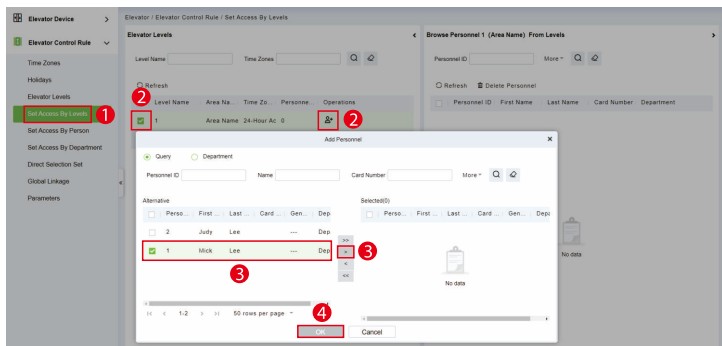 Elevator Device >
Elevator / Elevator Control Rule / Set Access By Levels
Elevator Control Rule
Time Zones
Holidays
Elevator Levels
Set Access By Levels 1
Set Access By Person
Set Access By Department
Direct Selection Set
Global Linkage
Parameters
Elevator Levels <
Level Name Time Zones
Refresh
2
Level Name Area Na... Time Zo... Personne... Operations
1 Area Name 24-Hour Ac 0 2
Browse Personnel 1 (Area Name) From Levels >
Personnel ID More
Refresh Delete Personnel
Personnel ID First Name Last Name Card Number Department
No data
Add Personnel ×
Query Department
Personnel ID Name Card Number More
Alternative
Perso... First ... Last ... Card ... Gen... Dep
2 Judy Lee --- Dep
1 Mick Lee --- Dep
3
>>
> 3
<
<<
Selected(0)
Perso... First ... Last ... Card ... Gen... Depa
No data
|< < 1-2 > >| 50 rows per page
4
OK Cancel